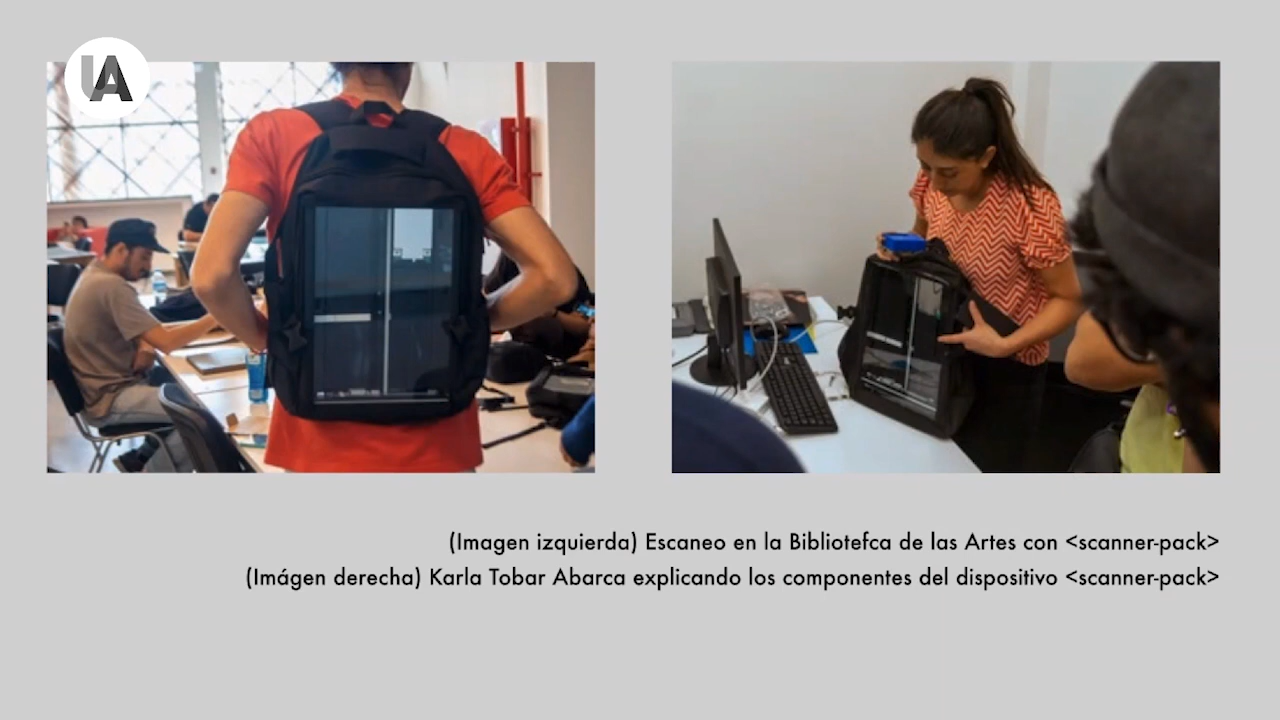 UA
(Imagen izquierda) Escaneo en la Bibliotefca de las Artes con <scanner-pack>
(Imágen derecha) Karla Tobar Abarca explicando los componentes del dispositivo <scanner-pack>